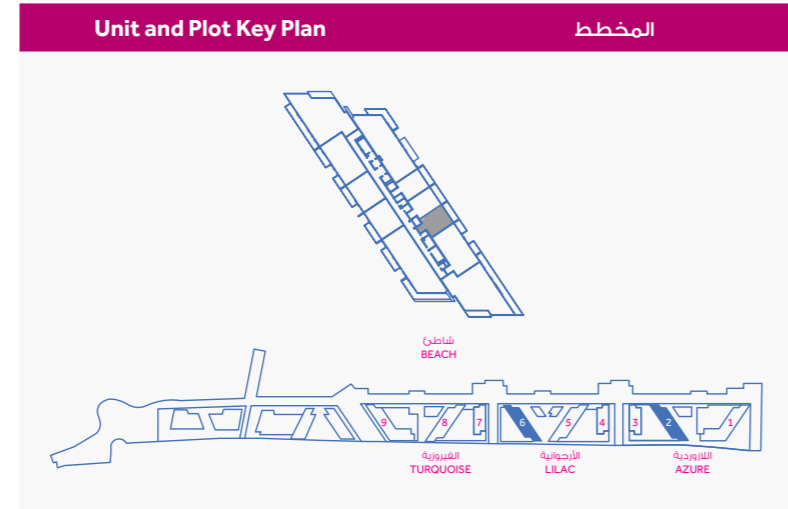 Unit and Plot Key Plan
المخطط
شاطئ
BEACH
9 8 7 6 5 4 3 2 1
الفيروزية
TURQUOISE
الأرجوانية
LILAC
اللازوردية
AZURE